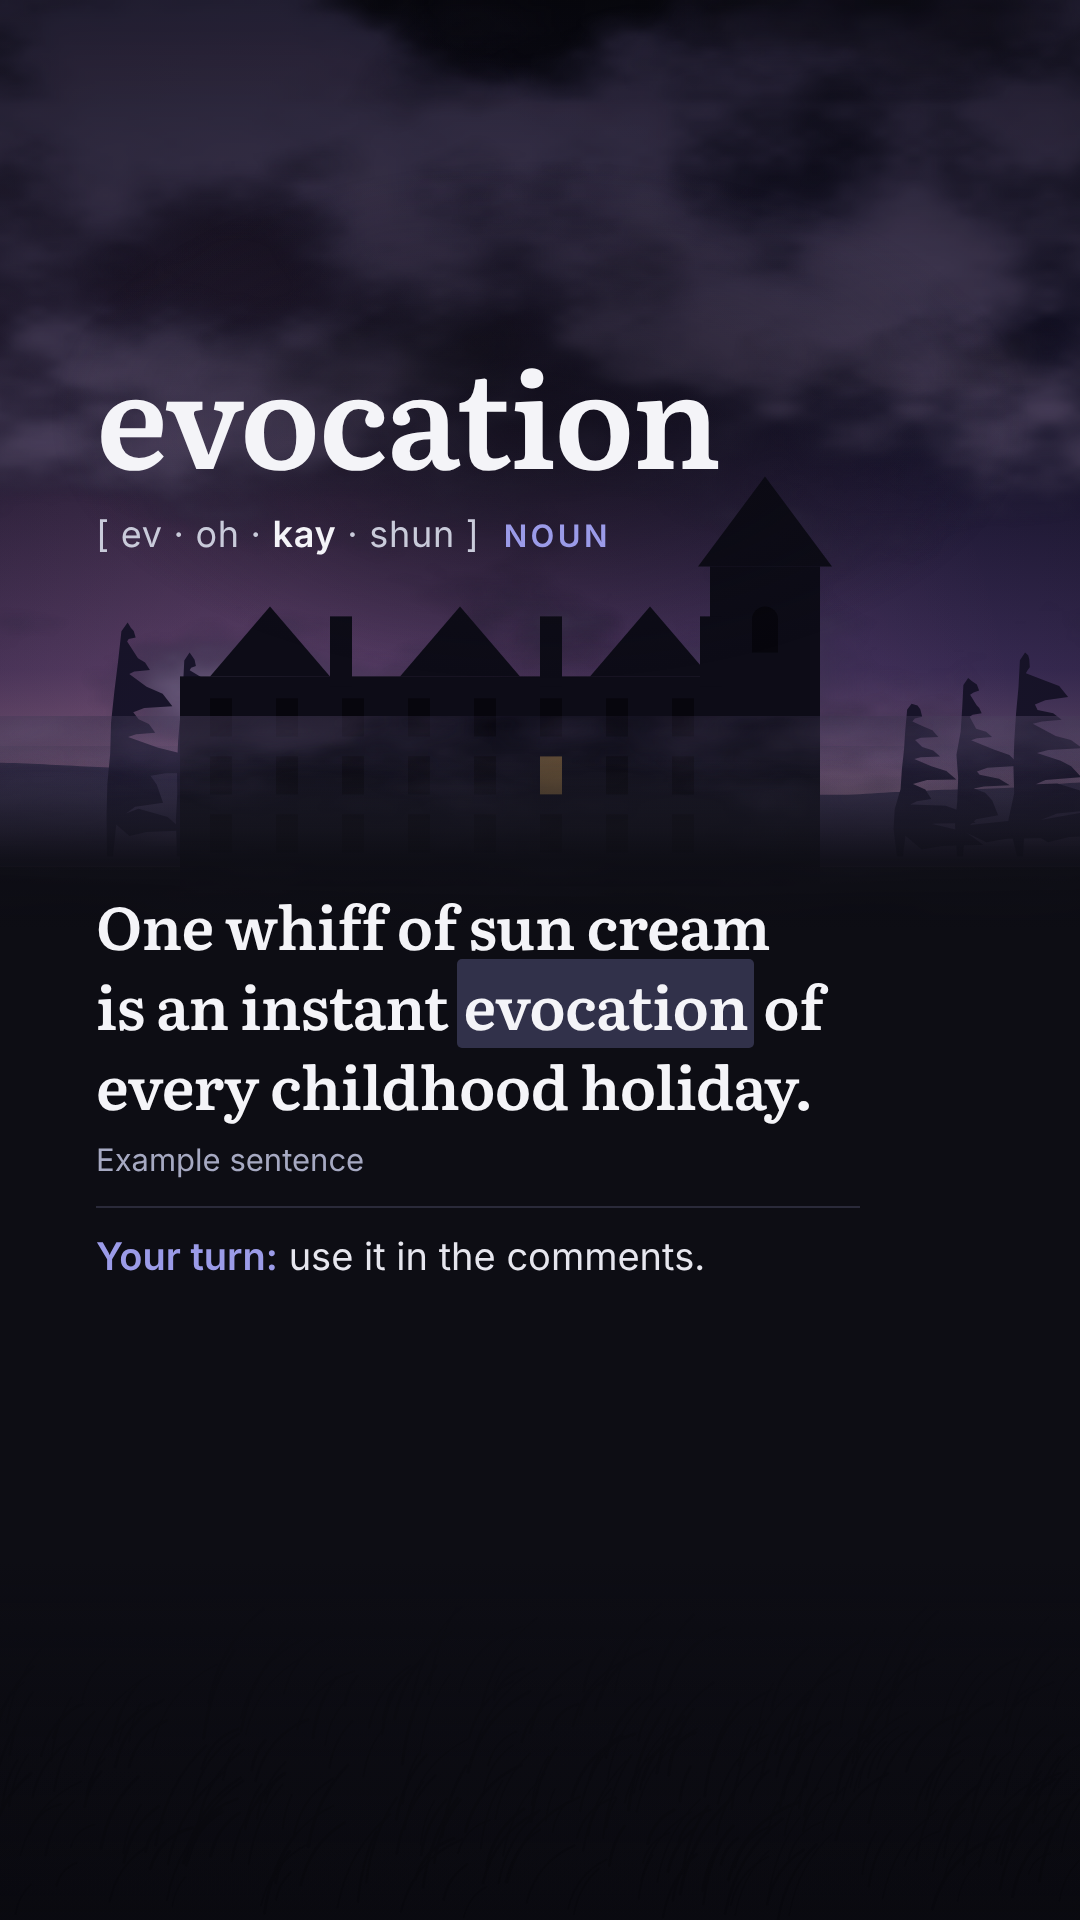 evocation
[ ev · oh · kay · shun ] NOUN
One whiff of sun cream
is an instant evocation of
every childhood holiday.
Example sentence
Your turn: use it in the comments.